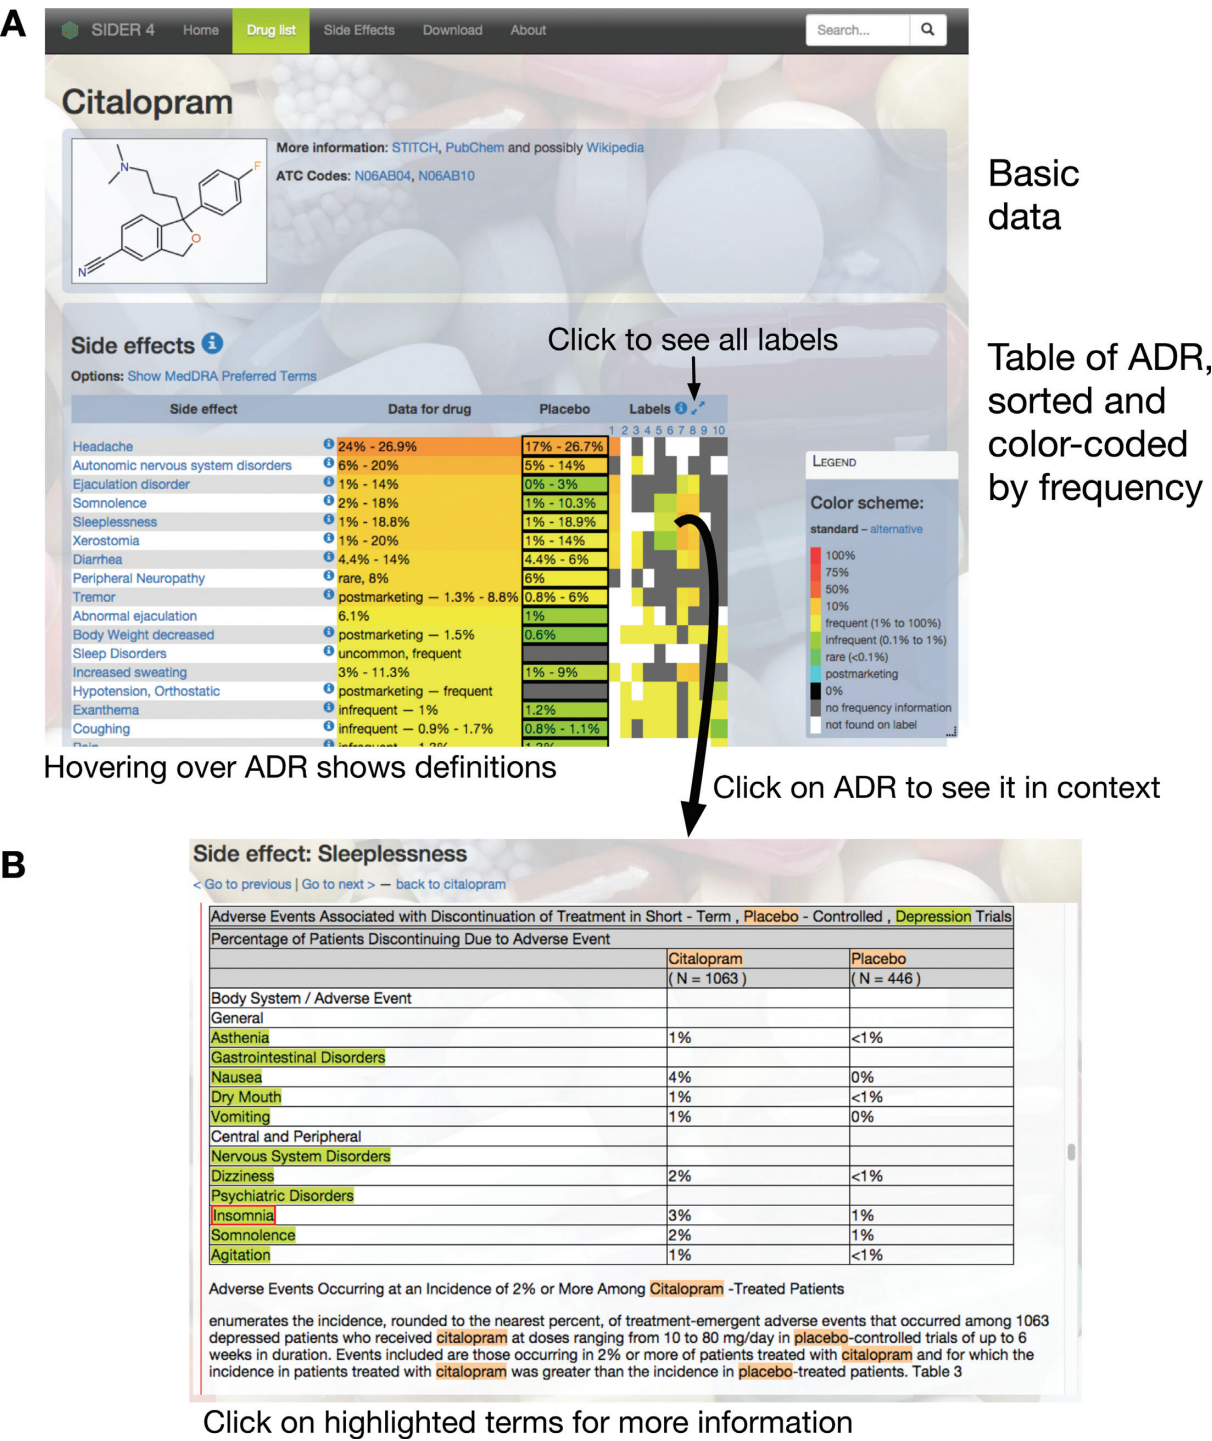 A
SIDER 4 Home Drug list Side Effects Download About Search...
Citalopram
N
F
O
N
More information: STITCH, PubChem and possibly Wikipedia
ATC Codes: N06AB04, N06AB10
Basic
data
Side effects
Click to see all labels
Options: Show MedDRA Preferred Terms
Table of ADR,
sorted and
color-coded
by frequency
Side effect Data for drug Placebo Labels
1 2 3 4 5 6 7 8 9 10
Headache 24% - 26.9% 17% - 26.7%
Autonomic nervous system disorders 6% - 20% 5% - 14%
Ejaculation disorder 1% - 14% 0% - 3%
Somnolence 2% - 18% 1% - 10.3%
Sleeplessness 1% - 18.8% 1% - 18.9%
Xerostomia 1% - 20% 1% - 14%
Diarrhea 4.4% - 14% 4.4% - 6%
Peripheral Neuropathy rare, 8% 6%
Tremor postmarketing — 1.3% - 8.8% 0.8% - 6%
Abnormal ejaculation 6.1% 1%
Body Weight decreased postmarketing — 1.5% 0.6%
Sleep Disorders uncommon, frequent
Increased sweating 3% - 11.3% 1% - 9%
Hypotension, Orthostatic postmarketing — frequent
Exanthema infrequent — 1% 1.2%
Coughing infrequent — 0.9% - 1.7% 0.8% - 1.1%
LEGEND
Color scheme:
standard – alternative
100%
75%
50%
10%
frequent (1% to 100%)
infrequent (0.1% to 1%)
rare (<0.1%)
postmarketing
0%
no frequency information
not found on label
Hovering over ADR shows definitions
Click on ADR to see it in context
B
Side effect: Sleeplessness
< Go to previous | Go to next > — back to citalopram
Adverse Events Associated with Discontinuation of Treatment in Short - Term , Placebo - Controlled , Depression Trials
Percentage of Patients Discontinuing Due to Adverse Event
Citalopram Placebo
( N = 1063 ) ( N = 446 )
Body System / Adverse Event
General
Asthenia 1% <1%
Gastrointestinal Disorders
Nausea 4% 0%
Dry Mouth 1% <1%
Vomiting 1% 0%
Central and Peripheral
Nervous System Disorders
Dizziness 2% <1%
Psychiatric Disorders
Insomnia 3% 1%
Somnolence 2% 1%
Agitation 1% <1%
Adverse Events Occurring at an Incidence of 2% or More Among Citalopram -Treated Patients
enumerates the incidence, rounded to the nearest percent, of treatment-emergent adverse events that occurred among 1063
depressed patients who received citalopram at doses ranging from 10 to 80 mg/day in placebo-controlled trials of up to 6
weeks in duration. Events included are those occurring in 2% or more of patients treated with citalopram and for which the
incidence in patients treated with citalopram was greater than the incidence in placebo-treated patients. Table 3
Click on highlighted terms for more information